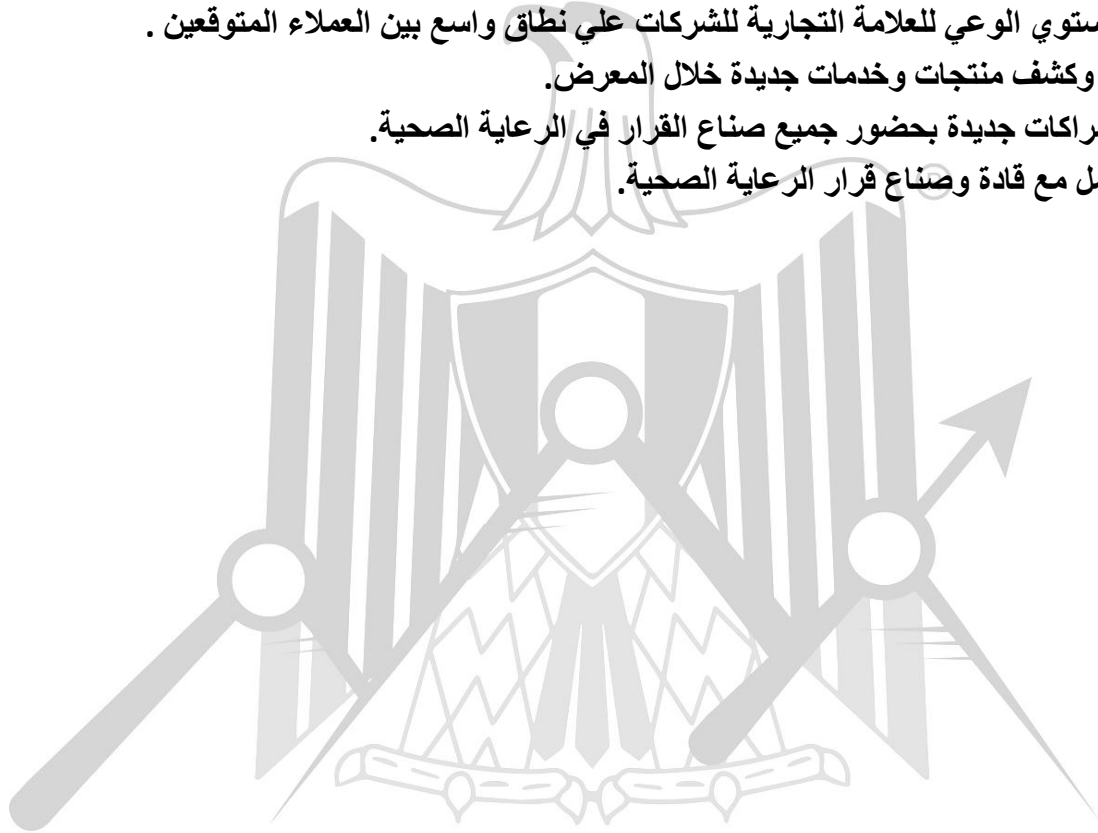 ستوي الوعي للعلامة التجارية للشركات علي نطاق واسع بين العملاء المتوقعين .
وكشف منتجات وخدمات جديدة خلال المعرض.
راكات جديدة بحضور جميع صناع القرار في الرعاية الصحية.
ل مع قادة وصناع قرار الرعاية الصحية.